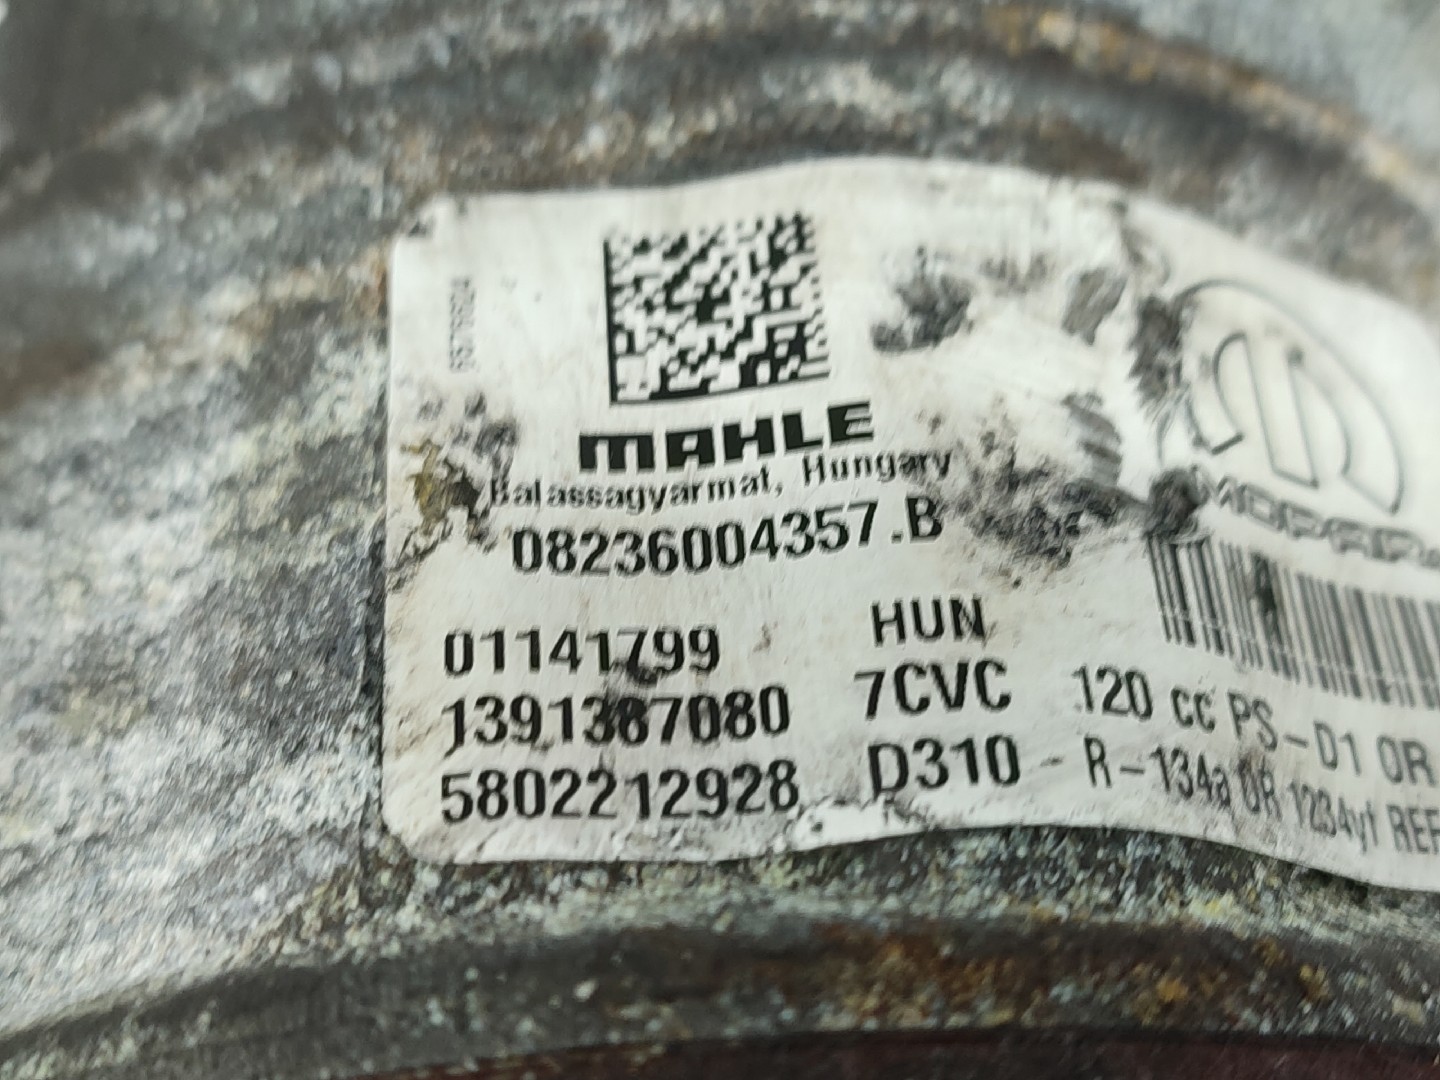 MAHLE
Balassagyarmat, Hungary
08236004357.B
01141799 HUN
1391387080 7CVC 120 cc PS-D1 OR
5802212928 D310 - R-134a OR 1234yf REF
MOPAR